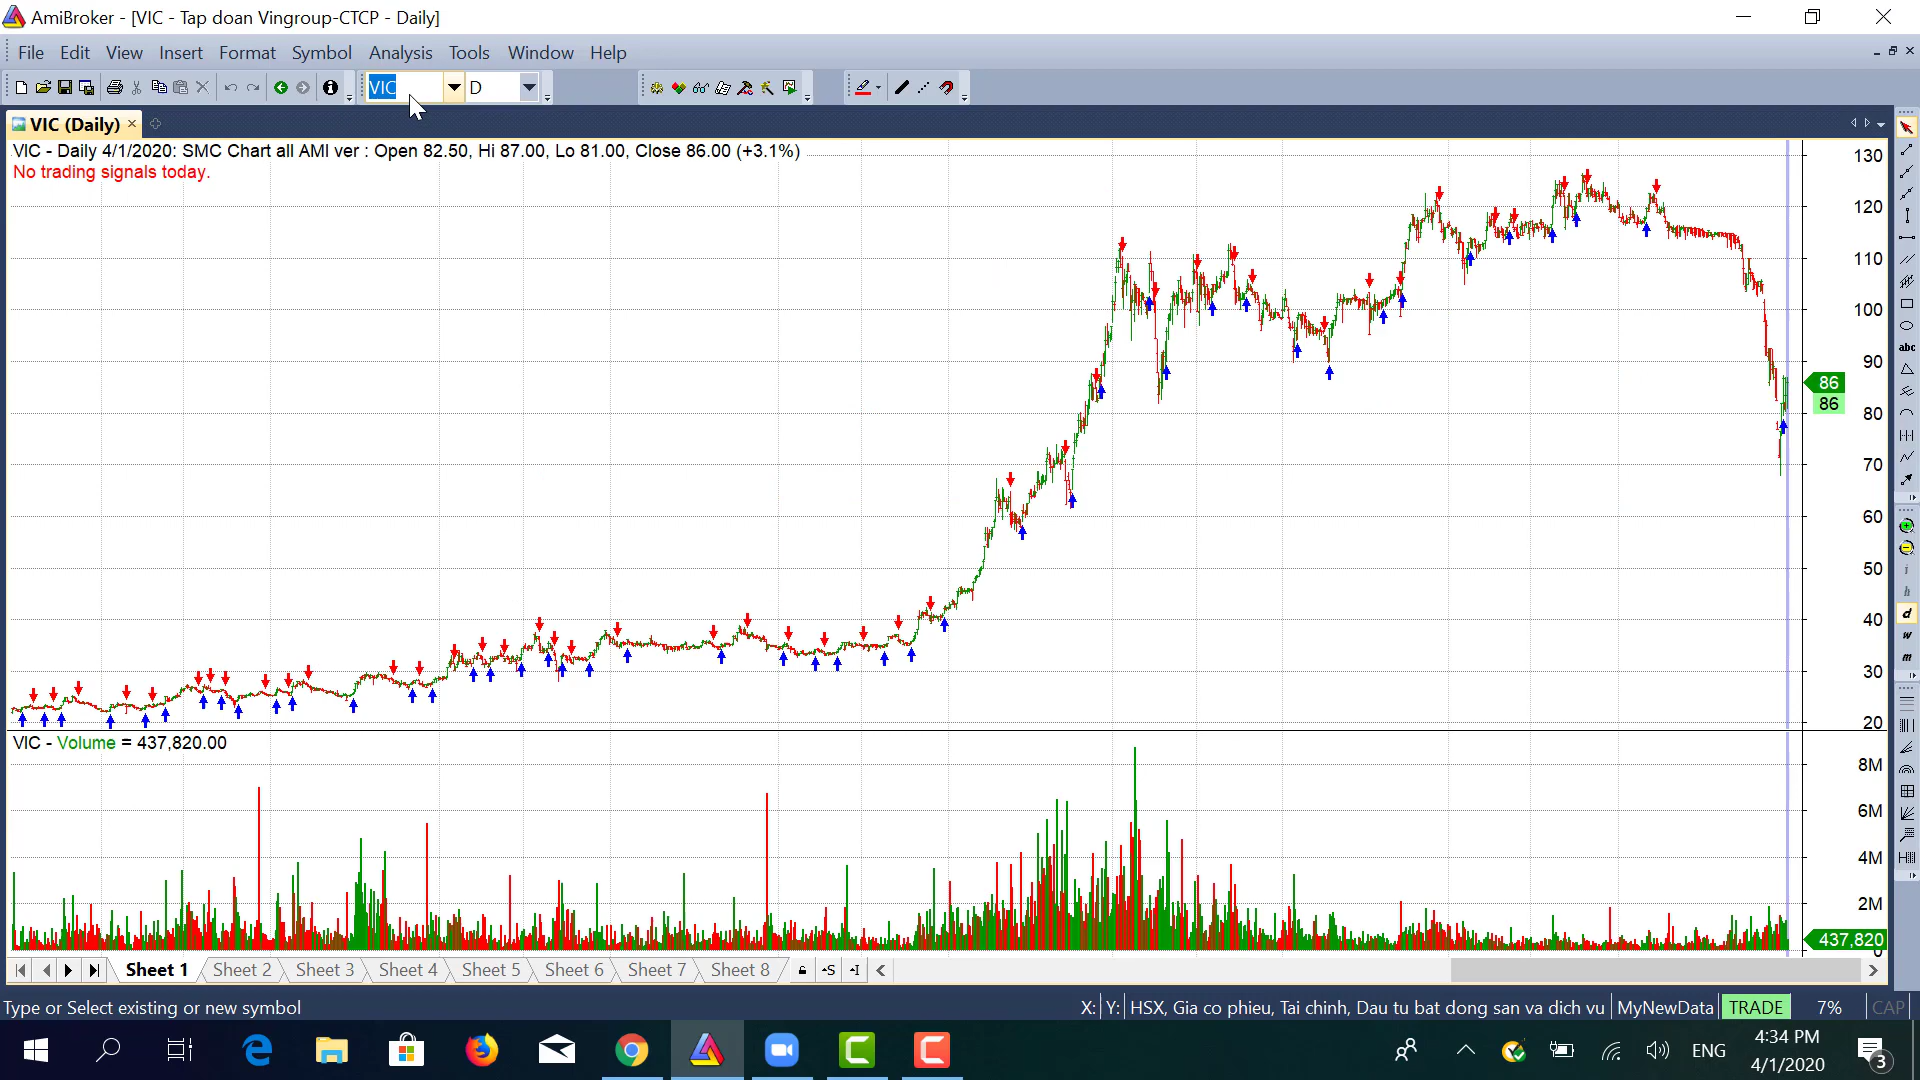 AmiBroker - [VIC - Tap doan Vingroup-CTCP - Daily]
File Edit View Insert Format Symbol Analysis Tools Window Help
VIC D
VIC (Daily)
VIC - Daily 4/1/2020: SMC Chart all AMI ver : Open 82.50, Hi 87.00, Lo 81.00, Close 86.00 (+3.1%)
No trading signals today.
130
120
110
100
90
86
86
80
70
60
50
40
30
20
abc
i
h
d
w
m
VIC - Volume = 437,820.00
8M
6M
4M
2M
437,820
0
Sheet 1 Sheet 2 Sheet 3 Sheet 4 Sheet 5 Sheet 6 Sheet 7 Sheet 8
Type or Select existing or new symbol X: Y: HSX, Gia co phieu, Tai chinh, Dau tu bat dong san va dich vu MyNewData TRADE 7% CAP
ENG
4:34 PM
4/1/2020
3